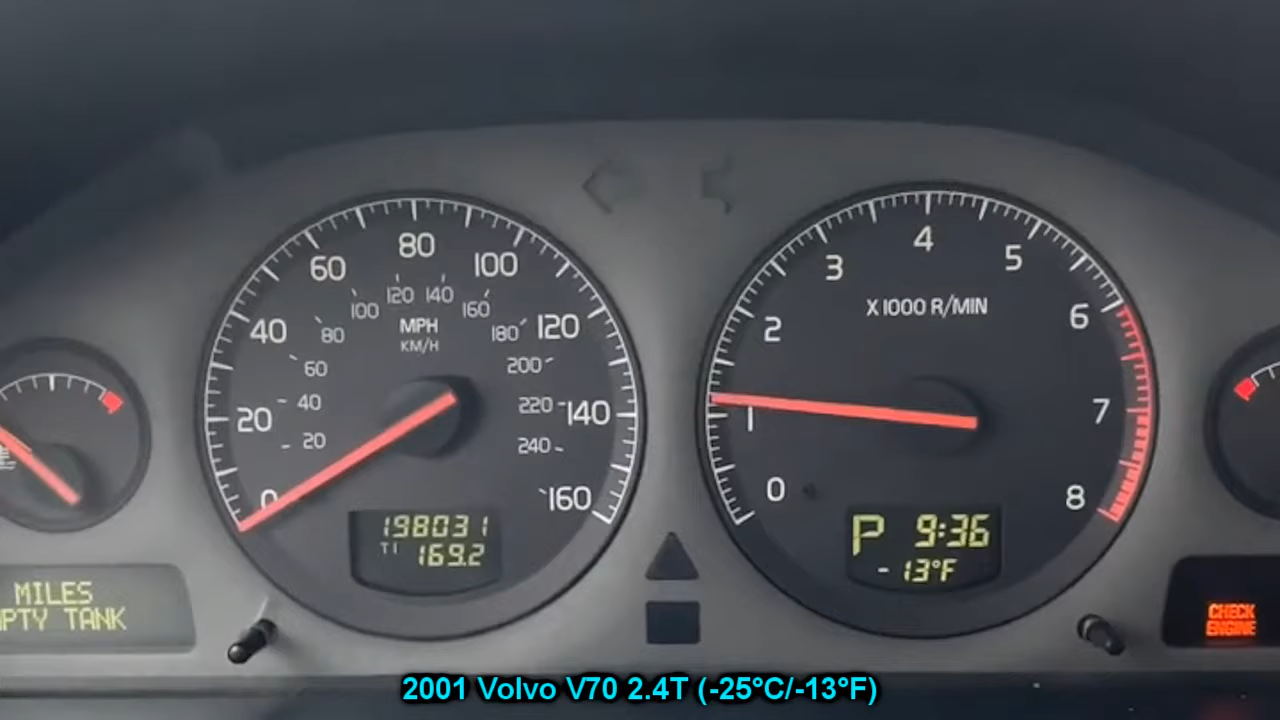 80
60
100
40
20
0
120
140
160
100
120
140
160
80
60
40
20
180
200
220
240
MPH
KM/H
198031
T1 169.2
4
3
5
2
6
1
7
0
8
X1000 R/MIN
P 9:36
-13°F
MILES
PTY TANK
CHECK
ENGINE
2001 Volvo V70 2.4T (-25°C/-13°F)